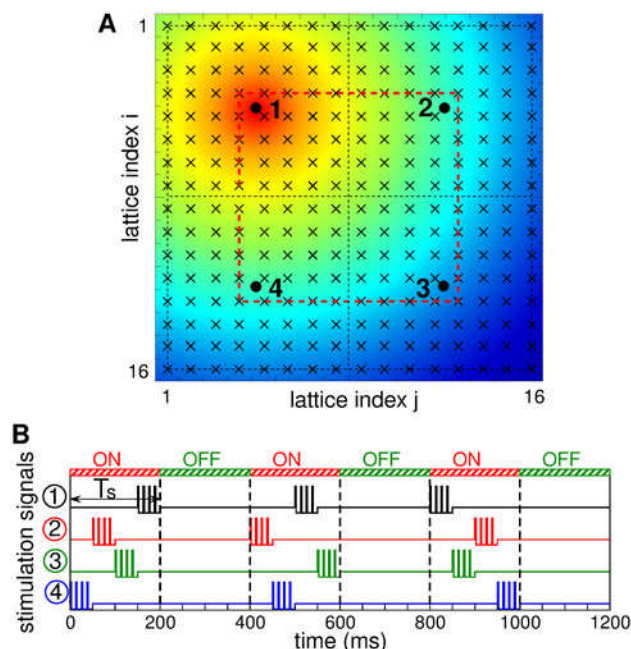 A
1
lattice index i
16
1
2
4
3
1
lattice index j
16
B
ON OFF ON OFF ON OFF
stimulation signals
1
Ts
2
3
4
0 200 400 600 800 1000 1200
time (ms)